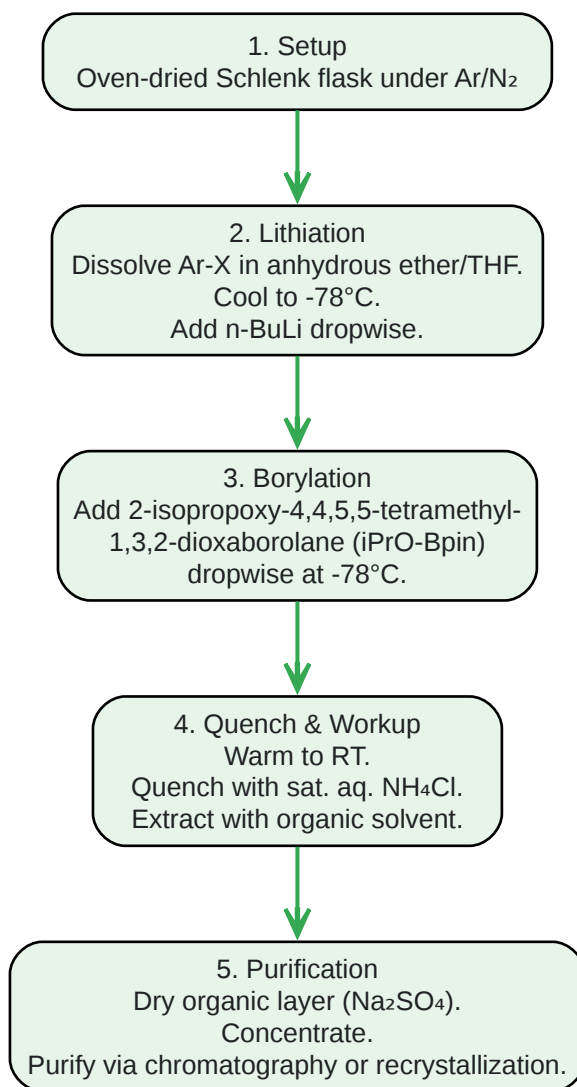 1. Setup
Oven-dried Schlenk flask under Ar/N₂
2. Lithiation
Dissolve Ar-X in anhydrous ether/THF.
Cool to -78°C.
Add n-BuLi dropwise.
3. Borylation
Add 2-isopropoxy-4,4,5,5-tetramethyl-
1,3,2-dioxaborolane (iPrO-Bpin)
dropwise at -78°C.
4. Quench & Workup
Warm to RT.
Quench with sat. aq. NH₄Cl.
Extract with organic solvent.
5. Purification
Dry organic layer (Na₂SO₄).
Concentrate.
Purify via chromatography or recrystallization.